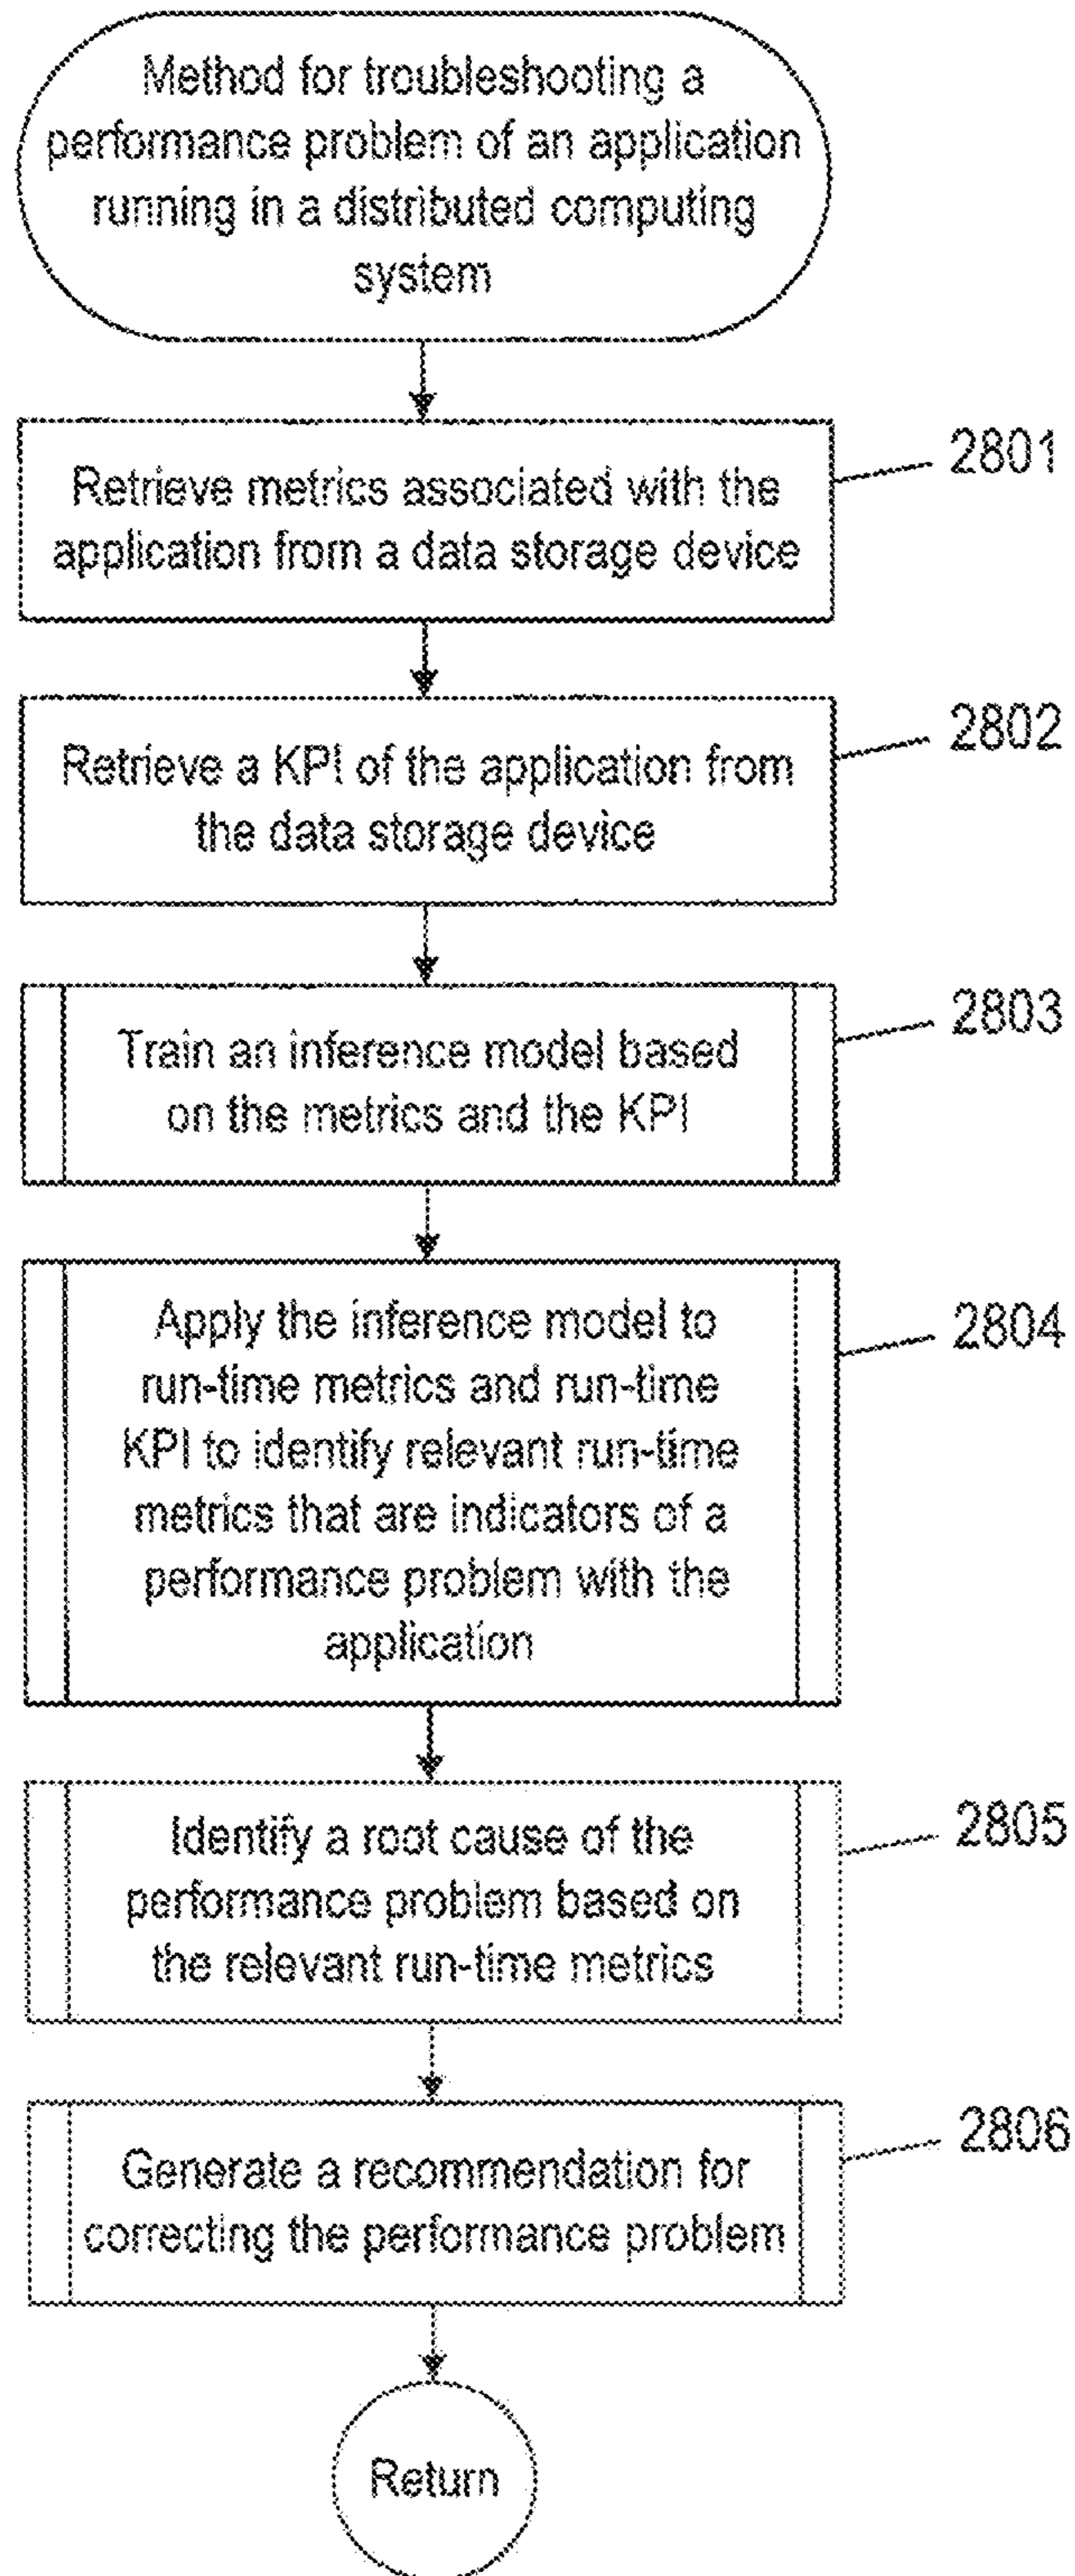 Method for troubleshooting a
performance problem of an application
running in a distributed computing
system
Retrieve metrics associated with the
application from a data storage device
2801
Retrieve a KPI of the application from
the data storage device
2802
Train an inference model based
on the metrics and the KPI
2803
Apply the inference model to
run-time metrics and run-time
KPI to identify relevant run-time
metrics that are indicators of a
performance problem with the
application
2804
Identify a root cause of the
performance problem based on
the relevant run-time metrics
2805
Generate a recommendation for
correcting the performance problem
2806
Return